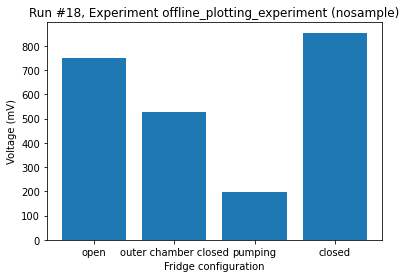 Run #18, Experiment offline_plotting_experiment (nosample)
Voltage (mV)
800
700
600
500
400
300
200
100
0
open outer chamber closed pumping closed
Fridge configuration